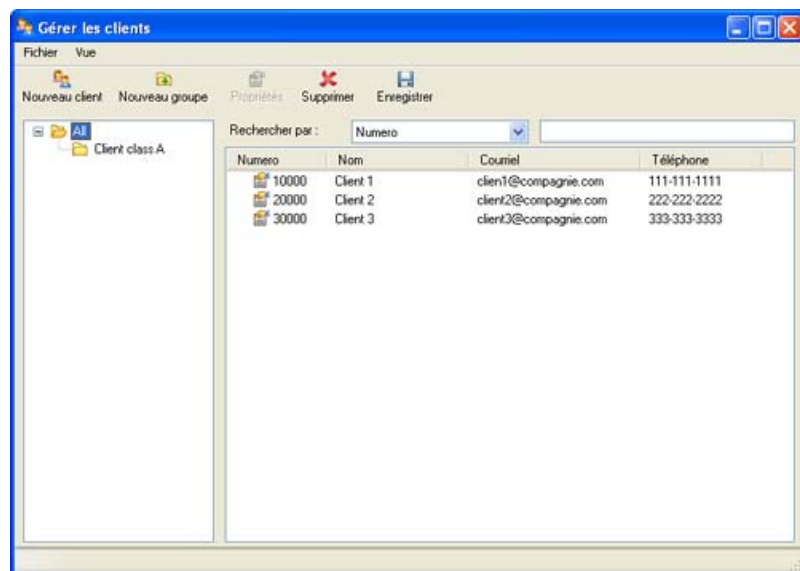 Gérer les clients
Fichier Vue
Nouveau client Nouveau groupe Propriétés Supprimer Enregistrer
All
Client class A
Rechercher par : Numero
Numero Nom Courriel Téléphone
10000 Client 1 clien1@compagnie.com 111-111-1111
20000 Client 2 client2@compagnie.com 222-222-2222
30000 Client 3 client3@compagnie.com 333-333-3333